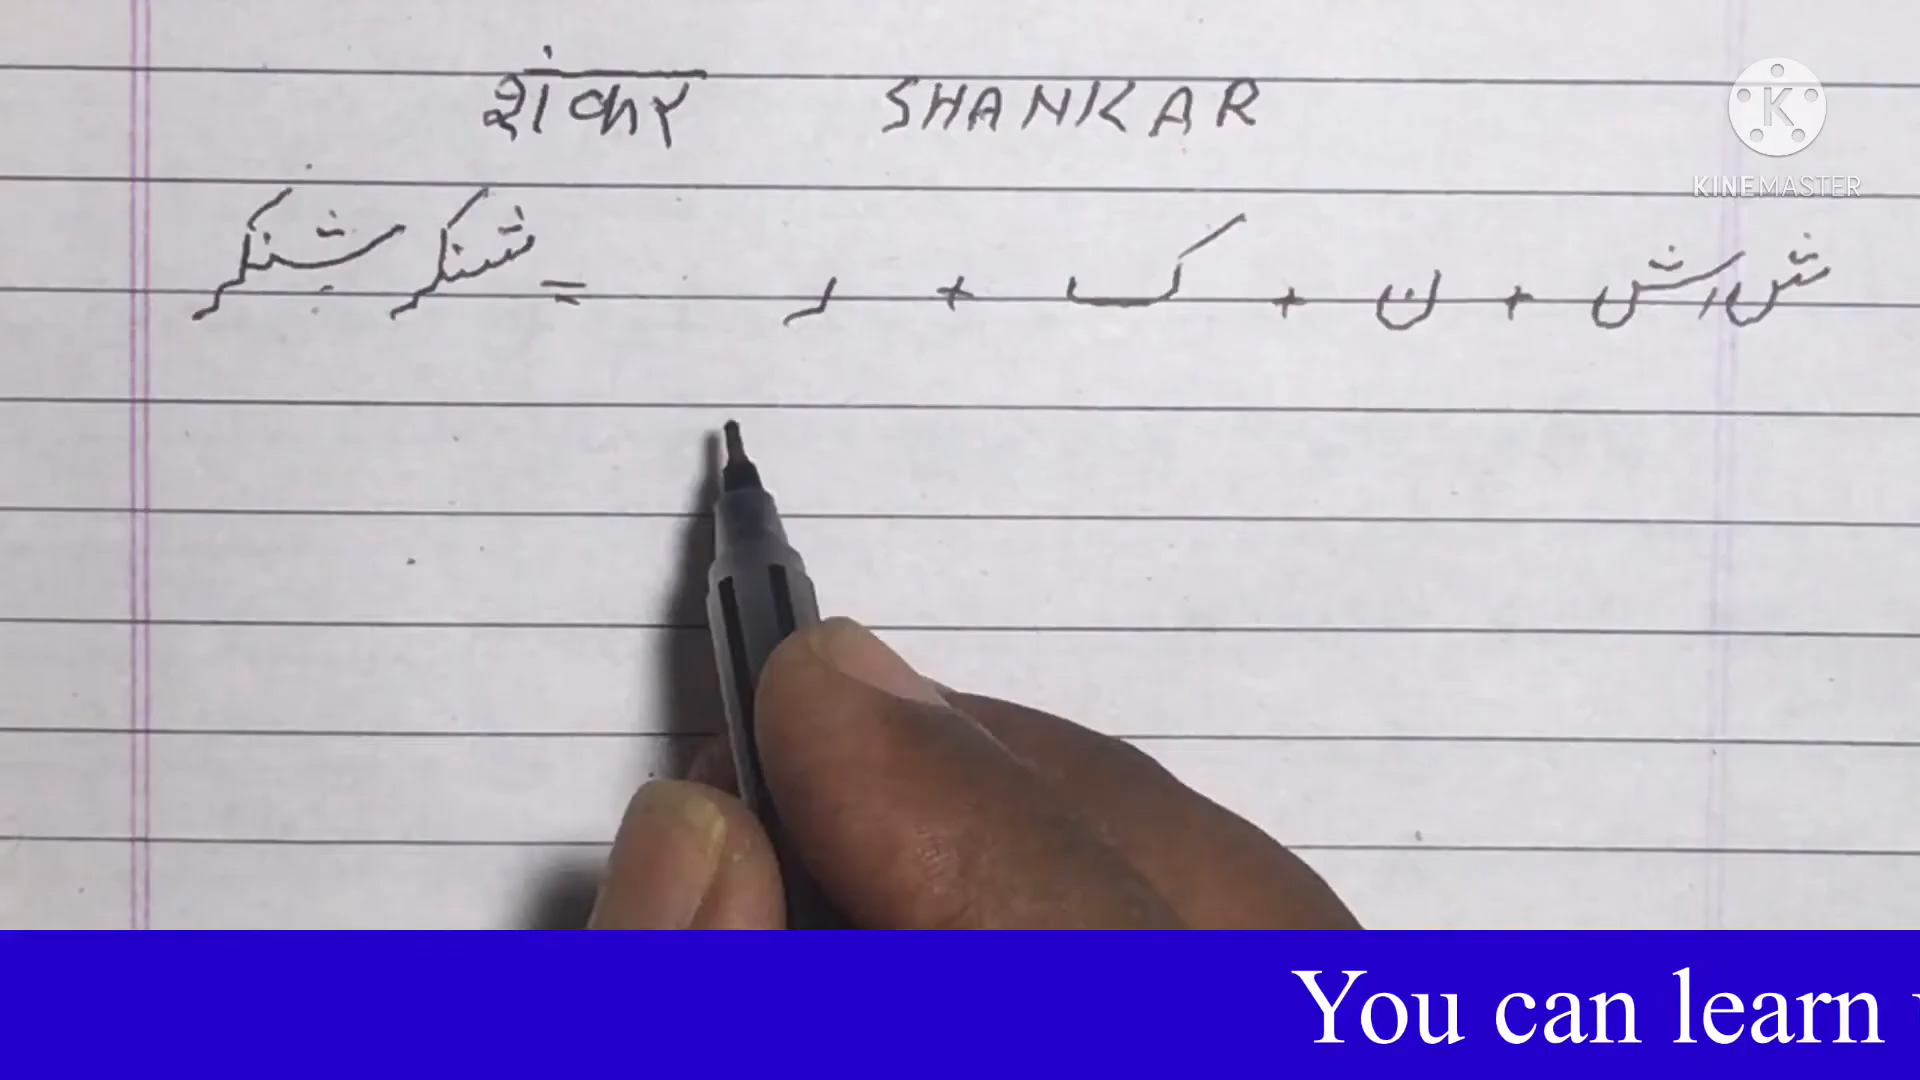 शंकर SHANKAR
ش/ش + ن + ک + ر = شنکر شنکر
KINEMASTER
You can learn